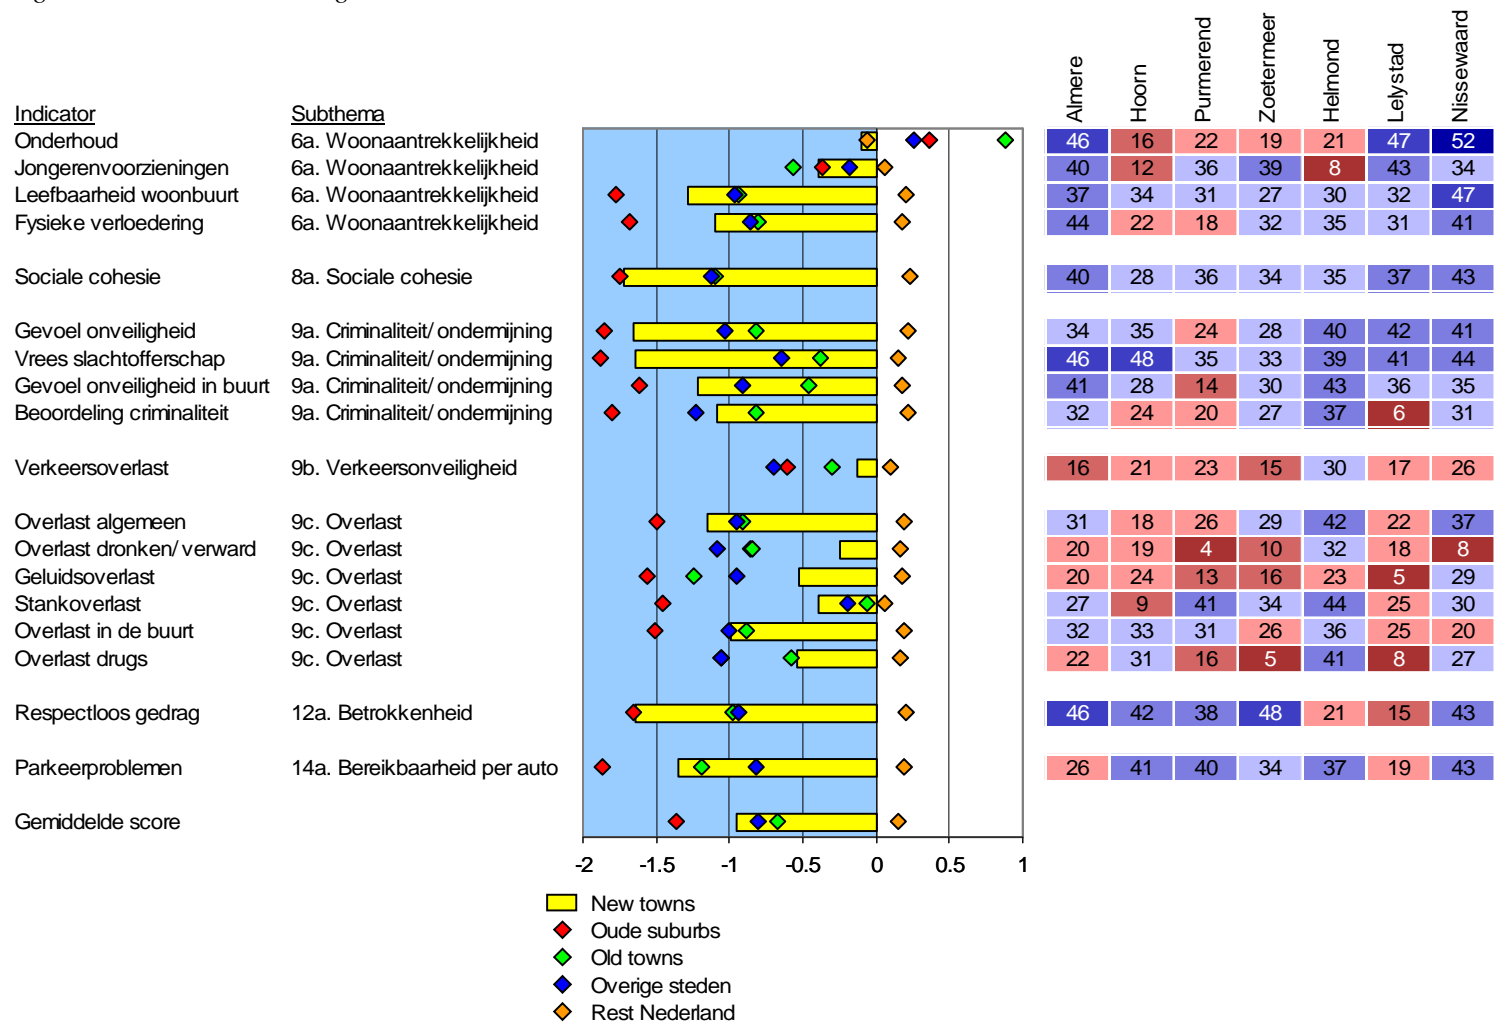 Almere Hoorn Purmerend Zoetermeer Helmond Lelystad Nissewaard
Indicator Subthema
Onderhoud 6a. Woonaantrekkelijkheid 46 16 22 19 21 47 52
Jongerenvoorzieningen 6a. Woonaantrekkelijkheid 40 12 36 39 8 43 34
Leefbaarheid woonbuurt 6a. Woonaantrekkelijkheid 37 34 31 27 30 32 47
Fysieke verloedering 6a. Woonaantrekkelijkheid 44 22 18 32 35 31 41
Sociale cohesie 8a. Sociale cohesie 40 28 36 34 35 37 43
Gevoel onveiligheid 9a. Criminaliteit/ondermijning 34 35 24 28 40 42 41
Vrees slachtofferschap 9a. Criminaliteit/ondermijning 46 48 35 33 39 41 44
Gevoel onveiligheid in buurt 9a. Criminaliteit/ondermijning 41 28 14 30 43 36 35
Beoordeling criminaliteit 9a. Criminaliteit/ondermijning 32 24 20 27 37 6 31
Verkeersoverlast 9b. Verkeersonveiligheid 16 21 23 15 30 17 26
Overlast algemeen 9c. Overlast 31 18 26 29 42 22 37
Overlast dronken/verward 9c. Overlast 20 19 4 10 32 18 8
Geluidsoverlast 9c. Overlast 20 24 13 16 23 5 29
Stankoverlast 9c. Overlast 27 9 41 34 44 25 30
Overlast in de buurt 9c. Overlast 32 33 31 26 36 25 20
Overlast drugs 9c. Overlast 22 31 16 5 41 8 27
Respectloos gedrag 12a. Betrokkenheid 46 42 38 48 21 15 43
Parkeerproblemen 14a. Bereikbaarheid per auto 26 41 40 34 37 19 43
Gemiddelde score
-2 -1.5 -1 -0.5 0 0.5 1
New towns
Oude suburbs
Old towns
Overige steden
Rest Nederland